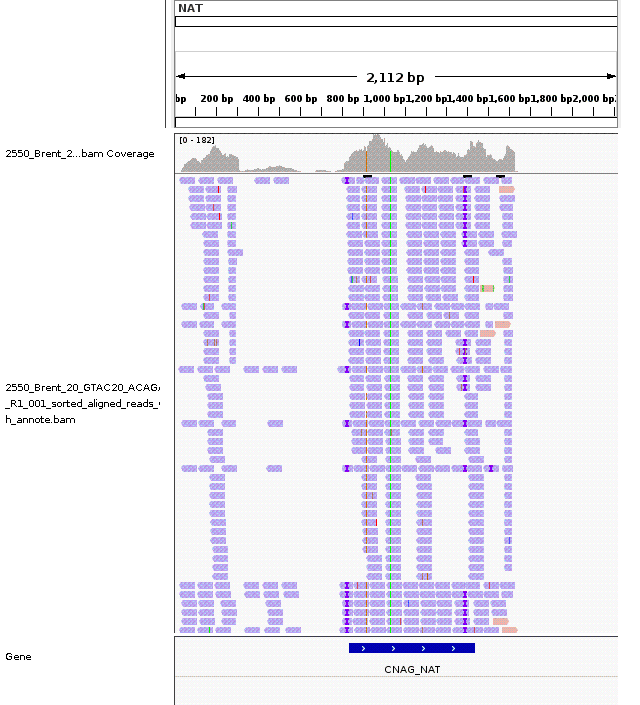 NAT
2,112 bp
bp 200 bp 400 bp 600 bp 800 bp 1,000 bp 1,200 bp 1,400 bp 1,600 bp 1,800 bp 2,000 bp
[0 - 182]
2550_Brent_2...bam Coverage
2550_Brent_20_GTAC20_ACAGA
_R1_001_sorted_aligned_reads_
h_annote.bam
Gene
CNAG_NAT